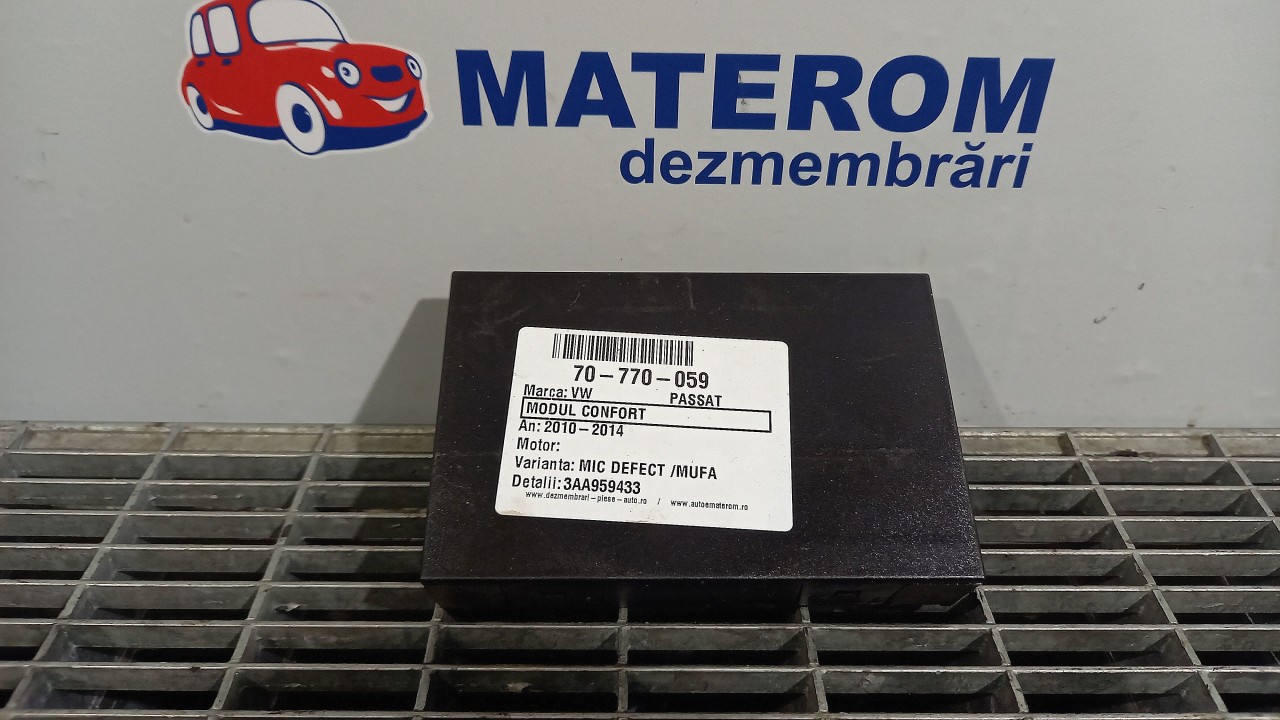 MATEROM
dezmembrări
70-770-059
Marca: VW PASSAT
MODUL CONFORT
An: 2010-2014
Motor:
Varianta: MIC DEFECT /MUFA
Detalii: 3AA959433
www.dezmembrari-piese-auto.ro / www.autoematerom.ro